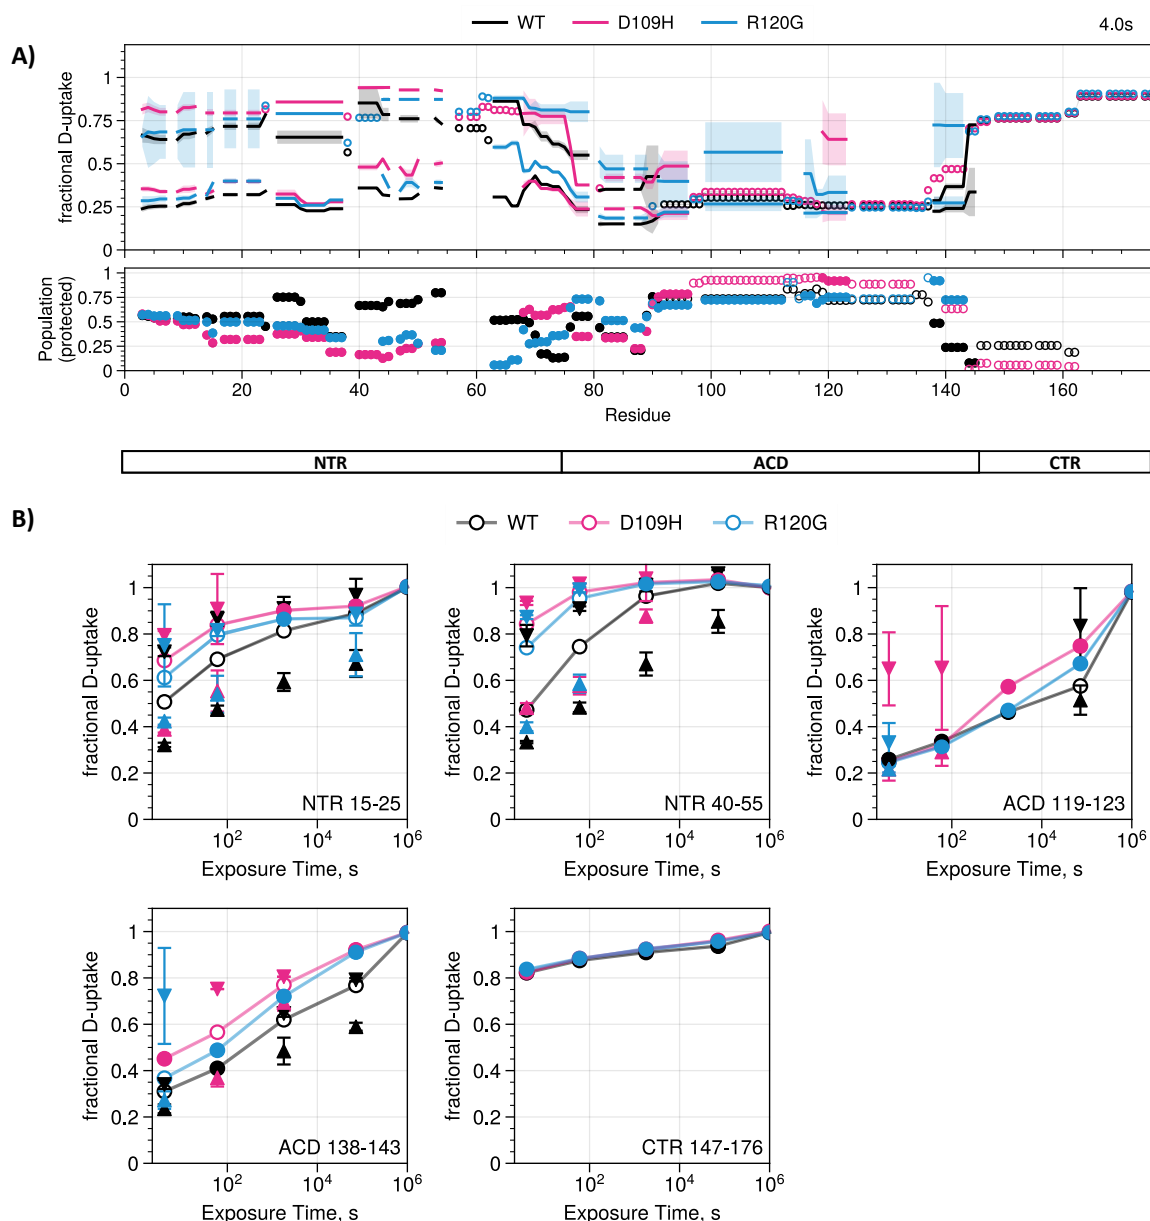 WT D109H R120G 4.0s
A)
fractional D-uptake
1
0.75
0.5
0.25
0
Population
(protected)
1
0.75
0.5
0.25
0
0 20 40 60 80 100 120 140 160
Residue
NTR ACD CTR
B)
WT D109H R120G
fractional D-uptake
1
0.8
0.6
0.4
0.2
0
NTR 15-25
10² 10⁴ 10⁶
Exposure Time, s
fractional D-uptake
1
0.8
0.6
0.4
0.2
0
NTR 40-55
10² 10⁴ 10⁶
Exposure Time, s
fractional D-uptake
1
0.8
0.6
0.4
0.2
0
ACD 119-123
10² 10⁴ 10⁶
Exposure Time, s
fractional D-uptake
1
0.8
0.6
0.4
0.2
0
ACD 138-143
10² 10⁴ 10⁶
Exposure Time, s
fractional D-uptake
1
0.8
0.6
0.4
0.2
0
CTR 147-176
10² 10⁴ 10⁶
Exposure Time, s